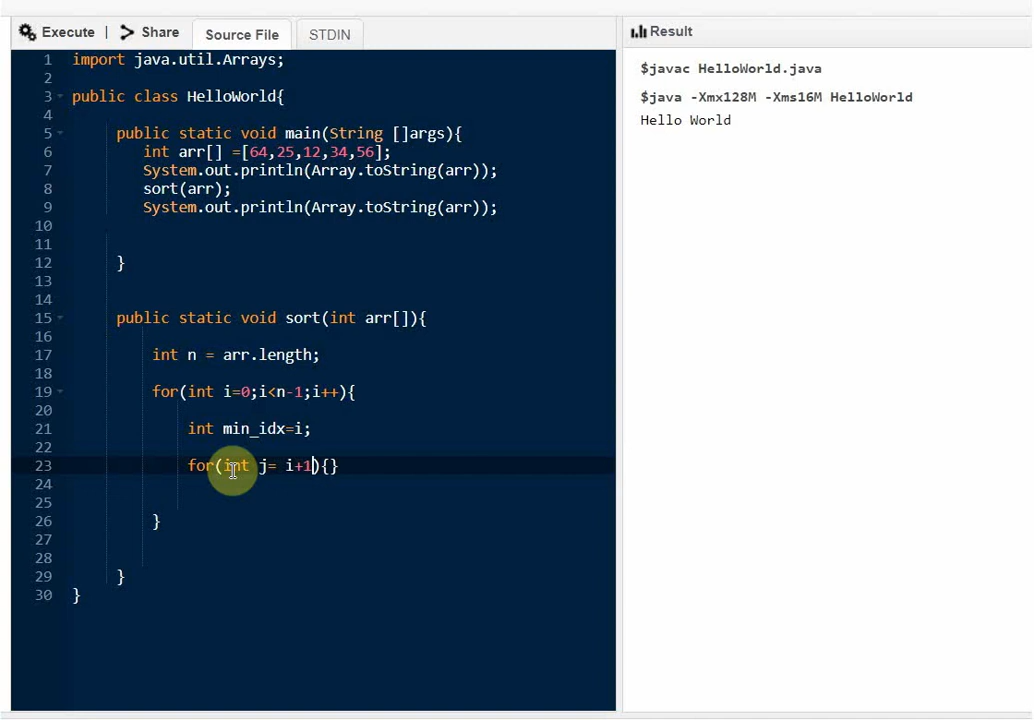 Execute | Share Source File STDIN
Result
1 import java.util.Arrays;
2
3 public class HelloWorld{
4
5 public static void main(String []args){
6 int arr[] =[64,25,12,34,56];
7 System.out.println(Array.toString(arr));
8 sort(arr);
9 System.out.println(Array.toString(arr));
10
11
12 }
13
14
15 public static void sort(int arr[]){
16
17 int n = arr.length;
18
19 for(int i=0;i<n-1;i++){
20
21 int min_idx=i;
22
23 for(int j= i+1){}
24
25
26 }
27
28
29 }
30 }
$javac HelloWorld.java
$java -Xmx128M -Xms16M HelloWorld
Hello World